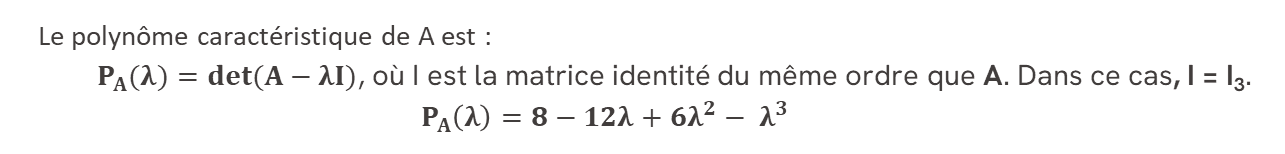 Le polynôme caractéristique de A est :
P_A(λ) = det(A − λI), où I est la matrice identité du même ordre que A. Dans ce cas, I = I₃.
P_A(λ) = 8 − 12λ + 6λ² − λ³